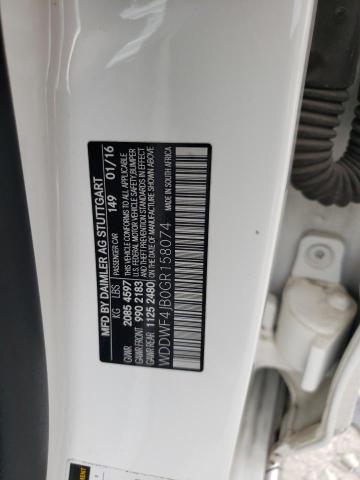 MFD BY DAIMLER AG STUTTGART
PASSENGER CAR 149 01/16
KG LBS
GVWR 2085 4597
GAWR FRONT 990 2183
GAWR REAR 1125 2480
THIS VEHICLE CONFORMS TO ALL APPLICABLE
U.S. FEDERAL MOTOR VEHICLE SAFETY/BUMPER
AND THEFT PREVENTION STANDARDS IN EFFECT
ON THE DATE OF MANUFACTURE SHOWN ABOVE
WDDWF4JB0GR158074
MADE IN SOUTH AFRICA